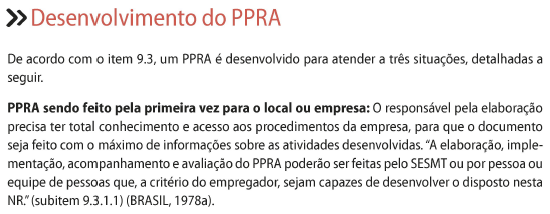 Desenvolvimento do PPRA
De acordo com o item 9.3, um PPRA é desenvolvido para atender a três situações, detalhadas a
seguir.
PPRA sendo feito pela primeira vez para o local ou empresa: O responsável pela elaboração
precisa ter total conhecimento e acesso aos procedimentos da empresa, para que o documento
seja feito com o máximo de informações sobre as atividades desenvolvidas. “A elaboração, imple-
mentação, acompanhamento e avaliação do PPRA poderão ser feitas pelo SESMT ou por pessoa ou
equipe de pessoas que, a critério do empregador, sejam capazes de desenvolver o disposto nesta
NR.” (subitem 9.3.1.1) (BRASIL, 1978a).